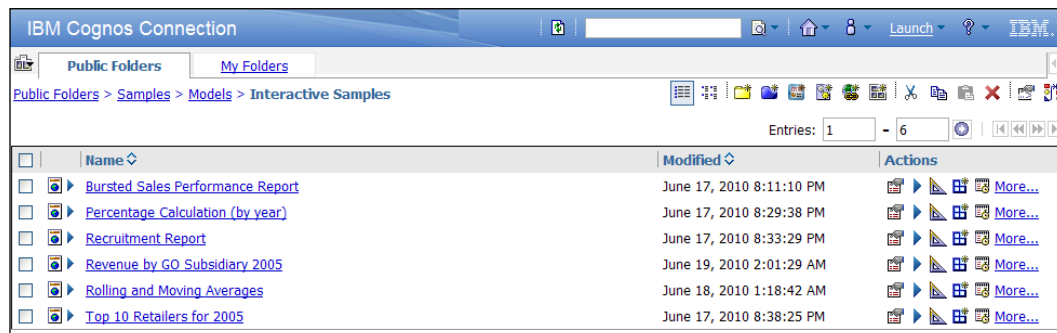 IBM Cognos Connection Launch IBM.
Public Folders My Folders
Public Folders > Samples > Models > Interactive Samples
Entries: 1 - 6
Name Modified Actions
Bursted Sales Performance Report June 17, 2010 8:11:10 PM More...
Percentage Calculation (by year) June 17, 2010 8:29:38 PM More...
Recruitment Report June 17, 2010 8:33:29 PM More...
Revenue by GO Subsidiary 2005 June 19, 2010 2:01:29 AM More...
Rolling and Moving Averages June 18, 2010 1:18:42 AM More...
Top 10 Retailers for 2005 June 17, 2010 8:38:25 PM More...